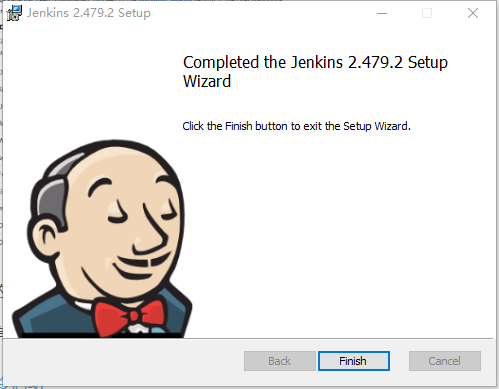 Jenkins 2.479.2 Setup
Completed the Jenkins 2.479.2 Setup
Wizard
Click the Finish button to exit the Setup Wizard.
Back
Finish
Cancel